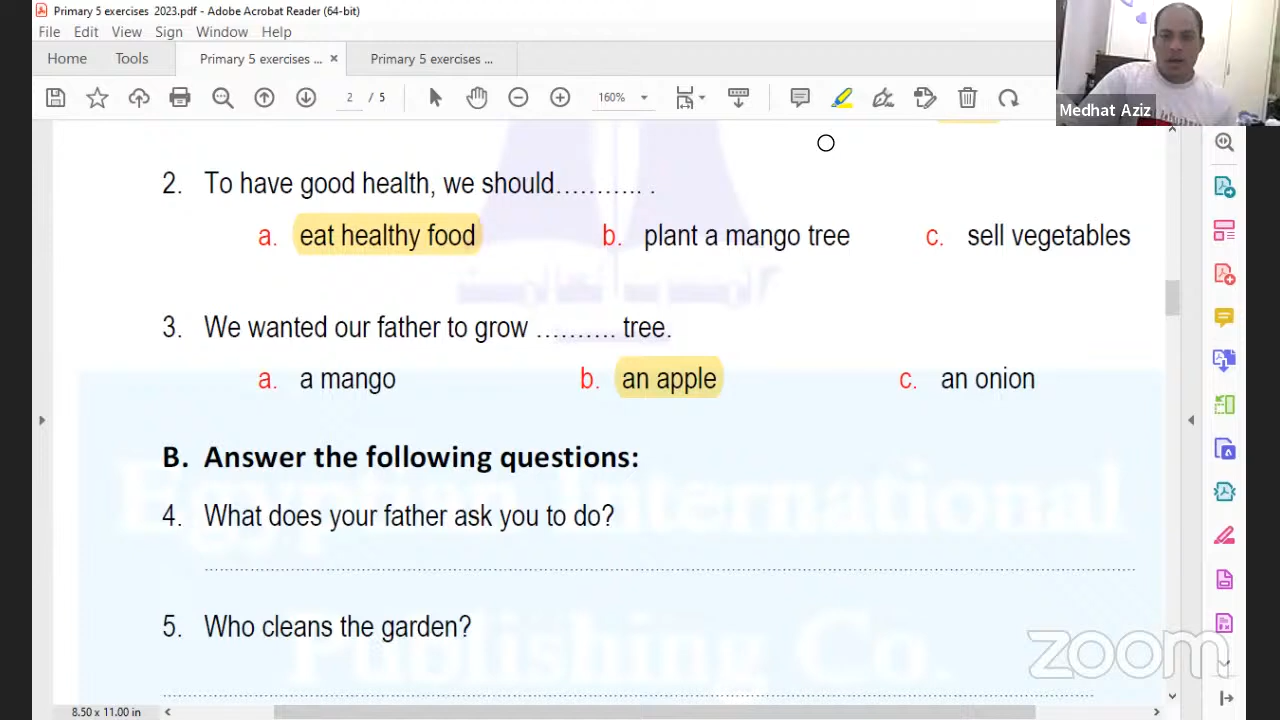 Primary 5 exercises 2023.pdf - Adobe Acrobat Reader (64-bit)
File Edit View Sign Window Help
Home Tools Primary 5 exercises ... × Primary 5 exercises ...
2 / 5 160%
Medhat Aziz
2. To have good health, we should........... .
a. eat healthy food b. plant a mango tree c. sell vegetables
3. We wanted our father to grow .......... tree.
a. a mango b. an apple c. an onion
B. Answer the following questions:
Egyptian International
4. What does your father ask you to do?
5. Who cleans the garden?
Publishing Co.
zoom
8.50 x 11.00 in